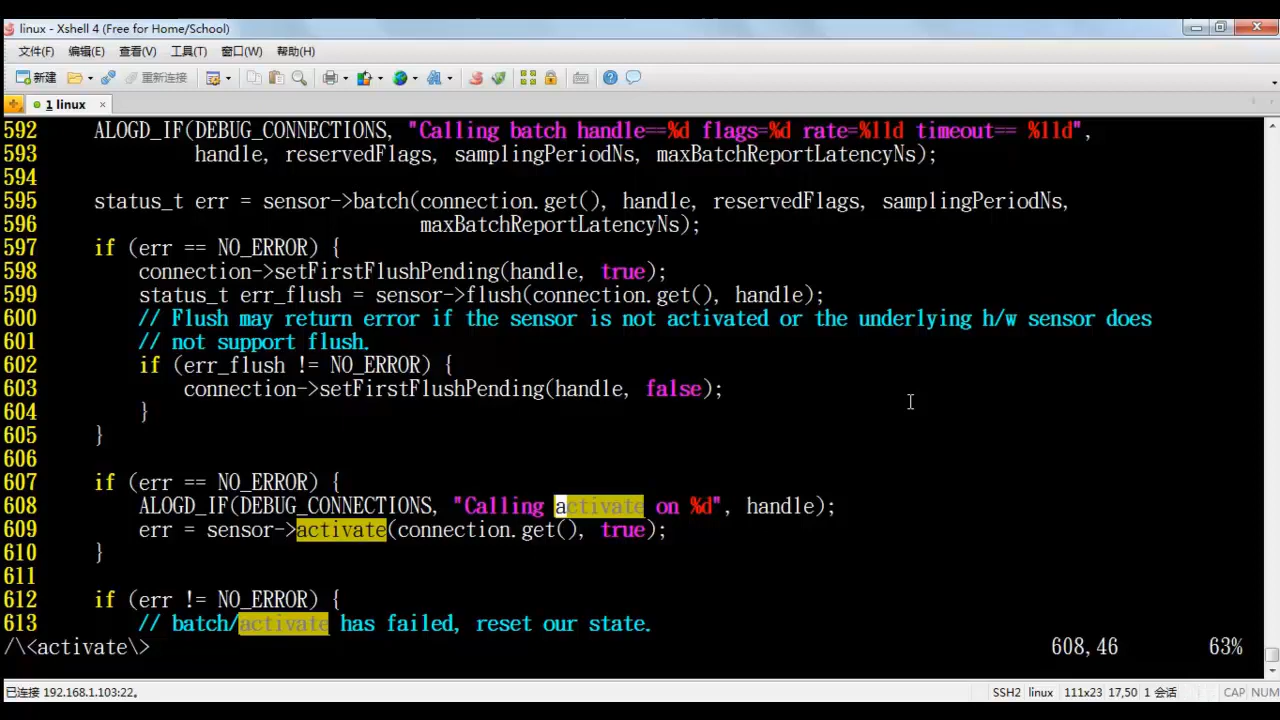 linux - Xshell 4 (Free for Home/School)
文件(F) 编辑(E) 查看(V) 工具(T) 窗口(W) 帮助(H)
新建 重新连接
1 linux
592     ALOGD_IF(DEBUG_CONNECTIONS, "Calling batch handle==%d flags=%d rate=%lld timeout== %lld",
593              handle, reservedFlags, samplingPeriodNs, maxBatchReportLatencyNs);
594
595     status_t err = sensor->batch(connection.get(), handle, reservedFlags, samplingPeriodNs,
596                                  maxBatchReportLatencyNs);
597     if (err == NO_ERROR) {
598         connection->setFirstFlushPending(handle, true);
599         status_t err_flush = sensor->flush(connection.get(), handle);
600         // Flush may return error if the sensor is not activated or the underlying h/w sensor does
601         // not support flush.
602         if (err_flush != NO_ERROR) {
603             connection->setFirstFlushPending(handle, false);
604         }
605     }
606
607     if (err == NO_ERROR) {
608         ALOGD_IF(DEBUG_CONNECTIONS, "Calling activate on %d", handle);
609         err = sensor->activate(connection.get(), true);
610     }
611
612     if (err != NO_ERROR) {
613         // batch/activate has failed, reset our state.
/\<activate\> 608,46 63%
已连接 192.168.1.103:22。 SSH2 linux 111x23 17,50 1 会话 CAP NUM